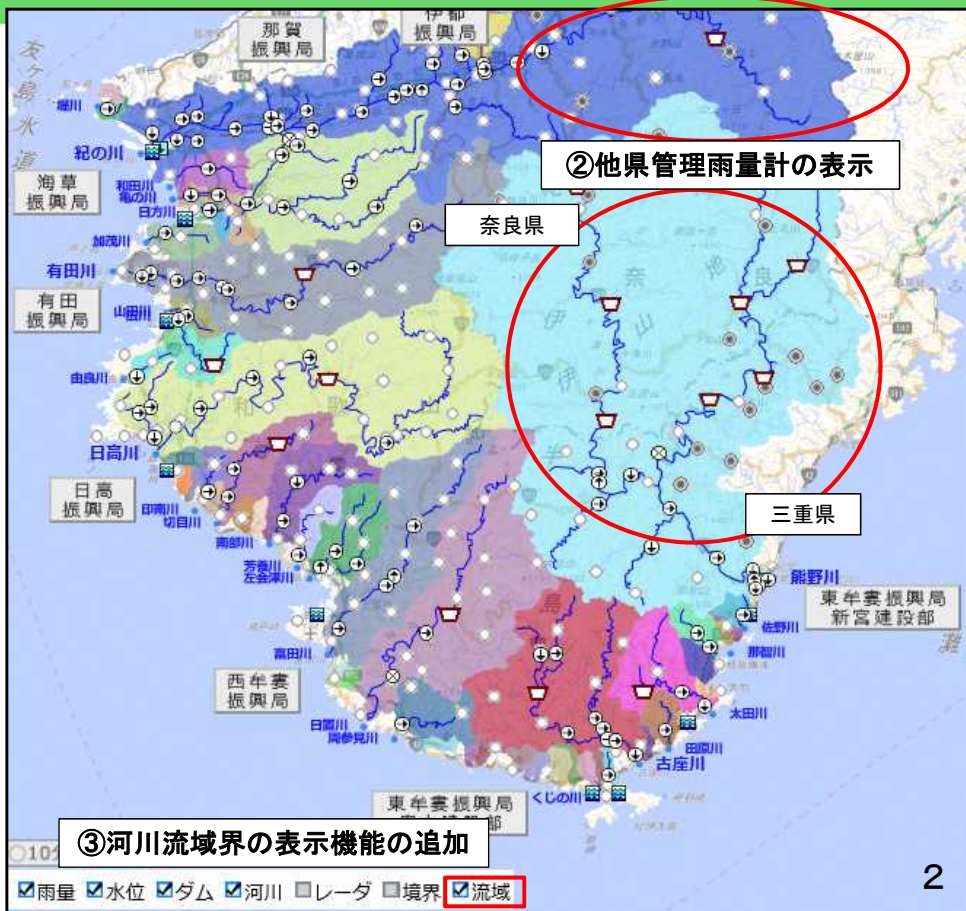 那賀
振興局
伊都
振興局
堀川
紀の川
海草
振興局
和田川
亀の川
日方川
②他県管理雨量計の表示
奈良県
加茂川
有田川
有田
振興局
山田川
由良川
日高川
日高
振興局
印南川
切目川
南部川
三重県
芳養川
左会津川
熊野川
東牟婁振興局
新宮建設部
佐野川
那智川
富田川
西牟婁
振興局
日置川
周参見川
太田川
田原川
古座川
くじの川
東牟婁振興局
③河川流域界の表示機能の追加
雨量
水位
ダム
河川
レーダ
境界
流域
2